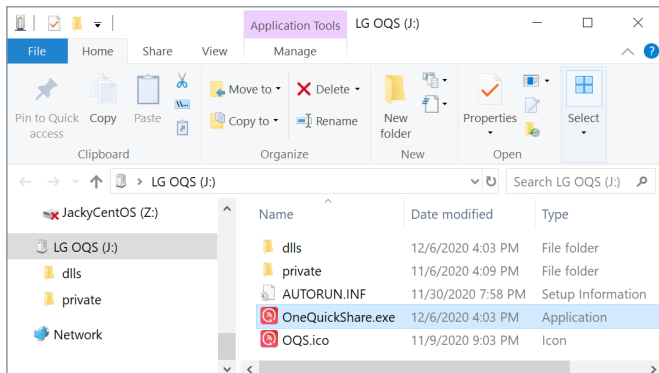 Application Tools LG OQS (J:)
File Home Share View Manage
Pin to Quick access
Copy
Paste
Move to
Copy to
Delete
Rename
New folder
Properties
Select
Clipboard Organize New Open
LG OQS (J:) Search LG OQS (J:)
JackyCentOS (Z:)
LG OQS (J:)
dlls
private
Network
Name Date modified Type
dlls 12/6/2020 4:03 PM File folder
private 11/6/2020 4:09 PM File folder
AUTORUN.INF 11/30/2020 7:58 PM Setup Information
OneQuickShare.exe 12/6/2020 4:03 PM Application
OQS.ico 11/9/2020 9:03 PM Icon